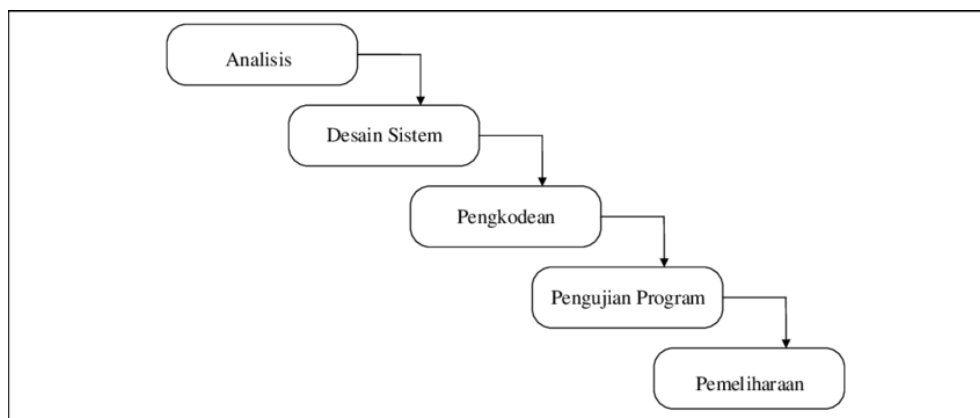 Analisis
Desain Sistem
Pengkodean
Pengujian Program
Pemeliharaan